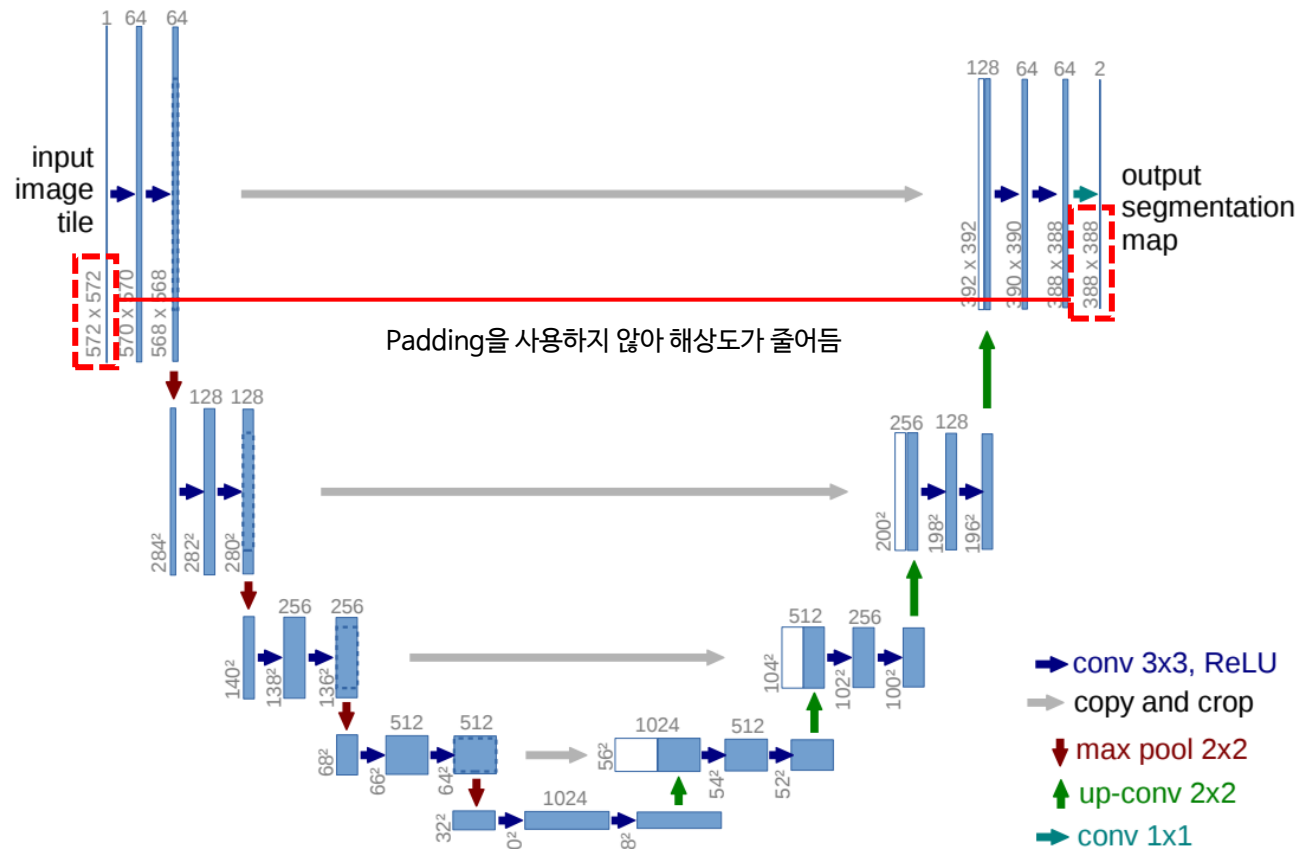 1 64 64
128 64 64 2
input
image
tile
output
segmentation
map
572 x 572
570 x 570
568 x 568
392 x 392
390 x 390
388 x 388
388 x 388
Padding을 사용하지 않아 해상도가 줄어듬
128 128
256 128
284²
282²
280²
200²
198²
196²
256 256
512 256
140²
138²
136²
104²
102²
100²
512 512
1024 512
68²
66²
64²
56²
54²
52²
1024
32²
0²
8²
conv 3x3, ReLU
copy and crop
max pool 2x2
up-conv 2x2
conv 1x1